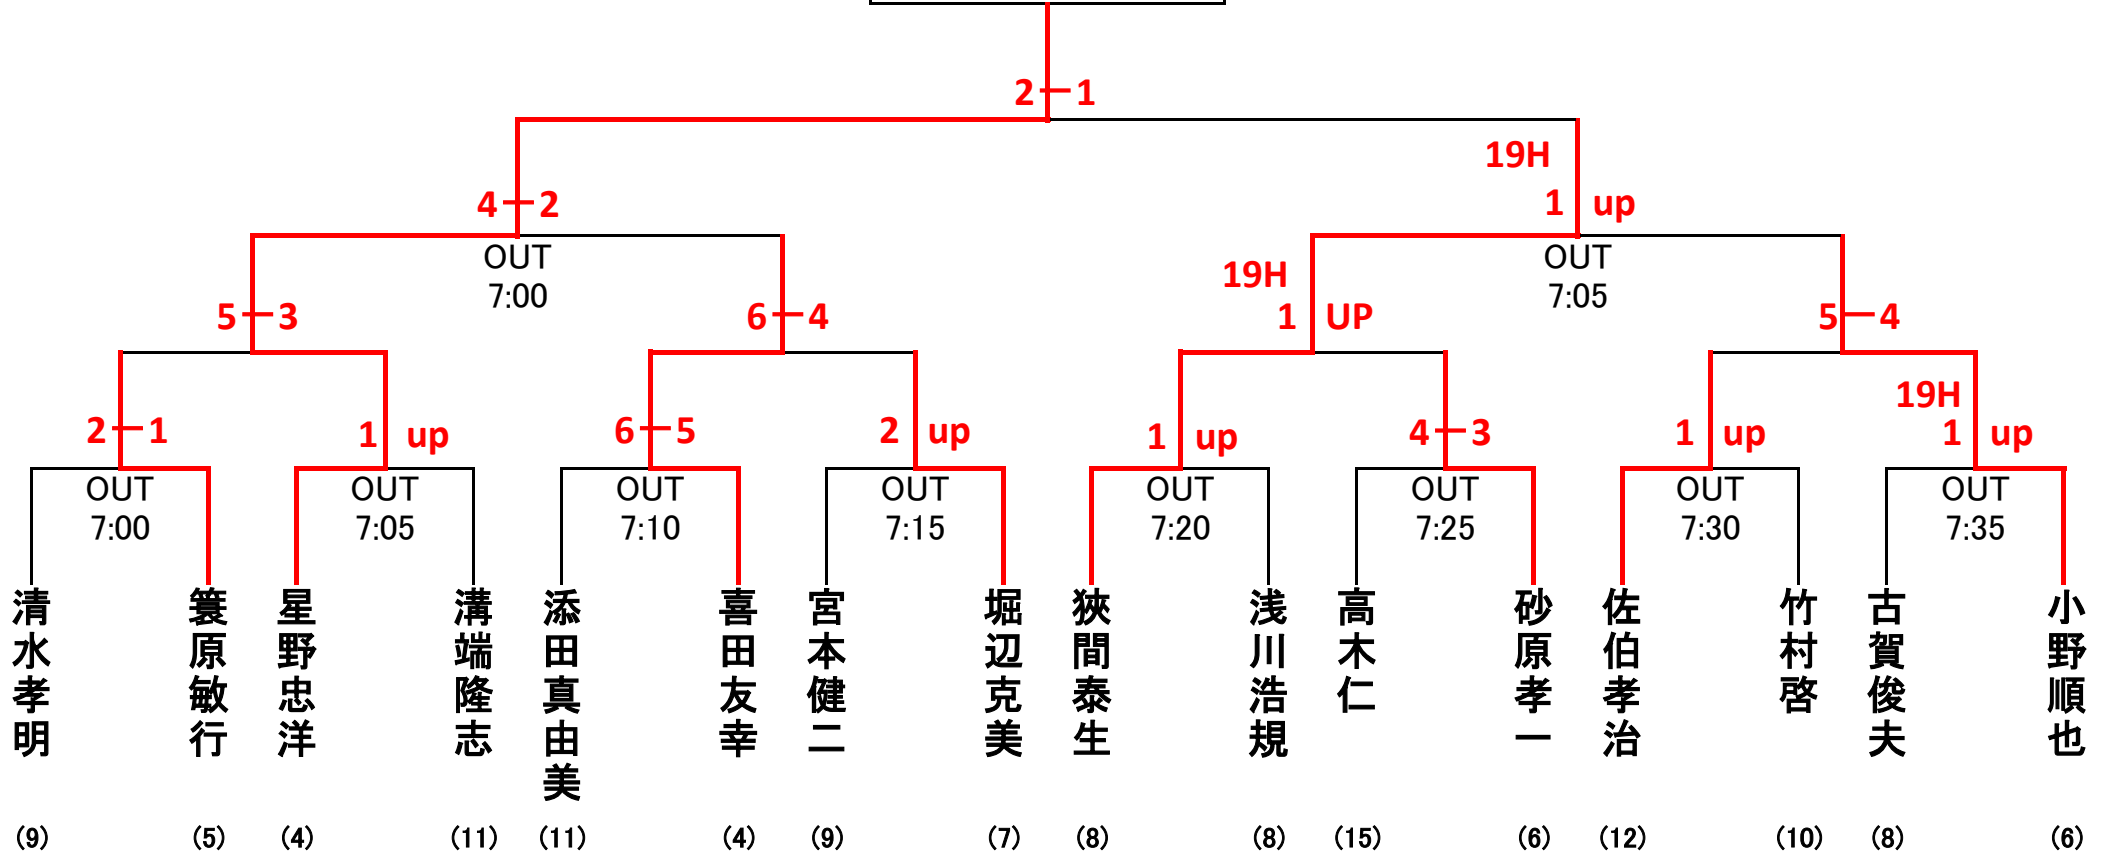 2－1
19H
1 up
4－2
OUT
7:00
OUT
7:05
19H
1 UP
5－3
6－4
5－4
19H
2－1
1 up
6－5
2 up
1 up
4－3
1 up
1 up
OUT
7:00
OUT
7:05
OUT
7:10
OUT
7:15
OUT
7:20
OUT
7:25
OUT
7:30
OUT
7:35
清水孝明
簑原敏行
星野忠洋
溝端隆志
添田真由美
喜田友幸
宮本健二
堀辺克美
狹間泰生
浅川浩規
高木仁
砂原孝一
佐伯孝治
竹村啓
古賀俊夫
小野順也
(9)
(5)
(4)
(11)
(11)
(4)
(9)
(7)
(8)
(8)
(15)
(6)
(12)
(10)
(8)
(6)